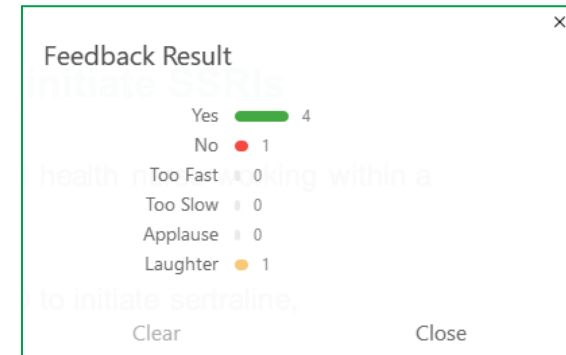 ×
Feedback Result
initiate SSRIs
Yes 4
No 1
health nurse working within a
Too Fast 0
Too Slow 0
Applause 0
Laughter 1
to initiate sertraline,
Clear Close